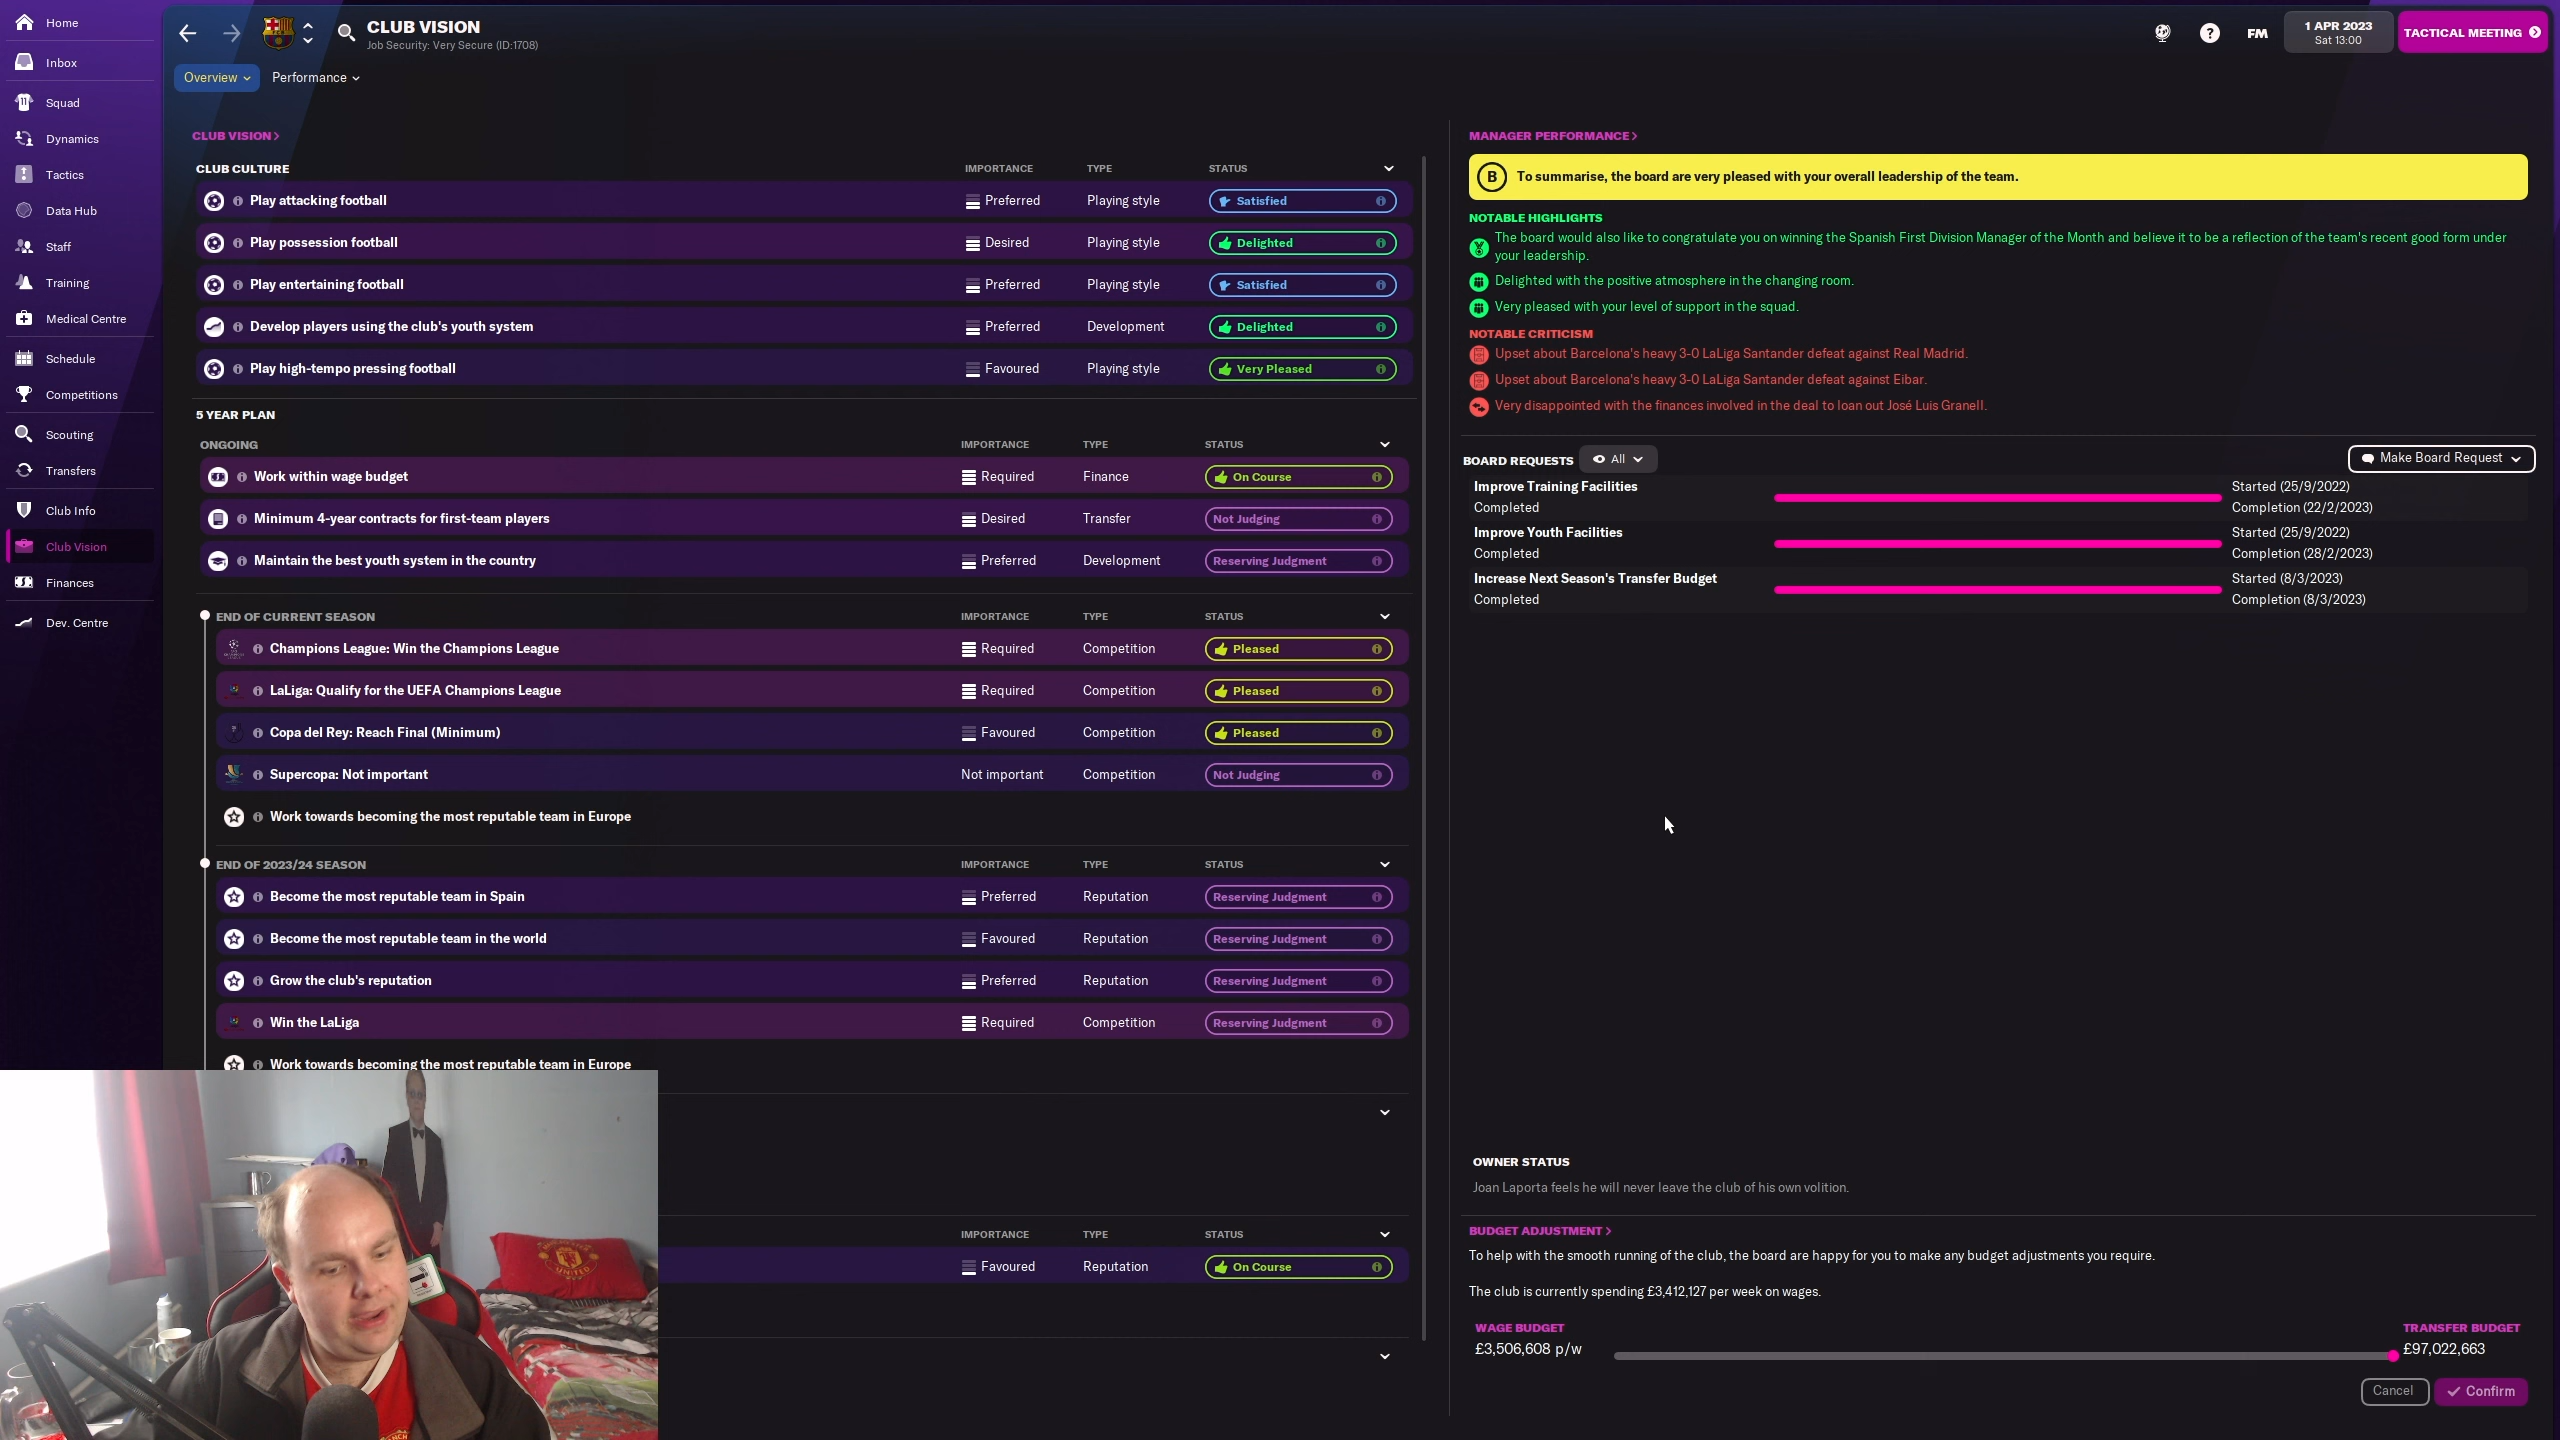 Home
Inbox
Squad
Dynamics
Tactics
Data Hub
Staff
Training
Medical Centre
Schedule
Competitions
Scouting
Transfers
Club Info
Club Vision
Finances
Dev. Centre
CLUB VISION
Job Security: Very Secure (ID:1708)
FM
1 APR 2023
Sat 13:00
TACTICAL MEETING
Overview
Performance
CLUB VISION >
CLUB CULTURE IMPORTANCE TYPE STATUS
Play attacking football Preferred Playing style Satisfied
Play possession football Desired Playing style Delighted
Play entertaining football Preferred Playing style Satisfied
Develop players using the club's youth system Preferred Development Delighted
Play high-tempo pressing football Favoured Playing style Very Pleased
5 YEAR PLAN
ONGOING IMPORTANCE TYPE STATUS
Work within wage budget Required Finance On Course
Minimum 4-year contracts for first-team players Desired Transfer Not Judging
Maintain the best youth system in the country Preferred Development Reserving Judgment
END OF CURRENT SEASON IMPORTANCE TYPE STATUS
Champions League: Win the Champions League Required Competition Pleased
LaLiga: Qualify for the UEFA Champions League Required Competition Pleased
Copa del Rey: Reach Final (Minimum) Favoured Competition Pleased
Supercopa: Not important Not important Competition Not Judging
Work towards becoming the most reputable team in Europe
END OF 2023/24 SEASON IMPORTANCE TYPE STATUS
Become the most reputable team in Spain Preferred Reputation Reserving Judgment
Become the most reputable team in the world Favoured Reputation Reserving Judgment
Grow the club's reputation Preferred Reputation Reserving Judgment
Win the LaLiga Required Competition Reserving Judgment
Work towards becoming the most reputable team in Europe
IMPORTANCE TYPE STATUS
Favoured Reputation On Course
MANAGER PERFORMANCE >
B To summarise, the board are very pleased with your overall leadership of the team.
NOTABLE HIGHLIGHTS
The board would also like to congratulate you on winning the Spanish First Division Manager of the Month and believe it to be a reflection of the team's recent good form under
your leadership.
Delighted with the positive atmosphere in the changing room.
Very pleased with your level of support in the squad.
NOTABLE CRITICISM
Upset about Barcelona's heavy 3-0 LaLiga Santander defeat against Real Madrid.
Upset about Barcelona's heavy 3-0 LaLiga Santander defeat against Eibar.
Very disappointed with the finances involved in the deal to loan out José Luis Granell.
BOARD REQUESTS All Make Board Request
Improve Training Facilities Started (25/9/2022)
Completed Completion (22/2/2023)
Improve Youth Facilities Started (25/9/2022)
Completed Completion (28/2/2023)
Increase Next Season's Transfer Budget Started (8/3/2023)
Completed Completion (8/3/2023)
OWNER STATUS
Joan Laporta feels he will never leave the club of his own volition.
BUDGET ADJUSTMENT >
To help with the smooth running of the club, the board are happy for you to make any budget adjustments you require.
The club is currently spending £3,412,127 per week on wages.
WAGE BUDGET TRANSFER BUDGET
£3,506,608 p/w £97,022,663
Cancel Confirm